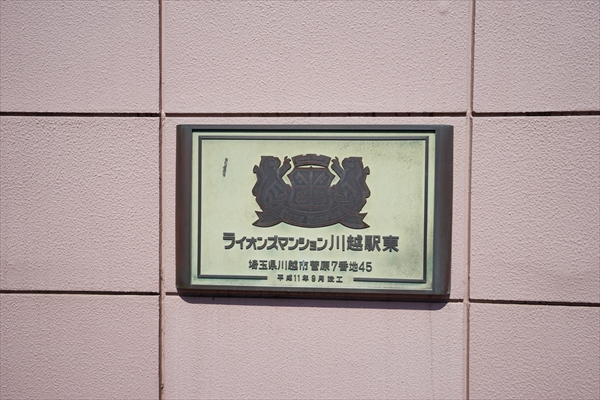 ライオンズマンション川越駅東
埼玉県川越市菅原7番地45
平成11年9月竣工